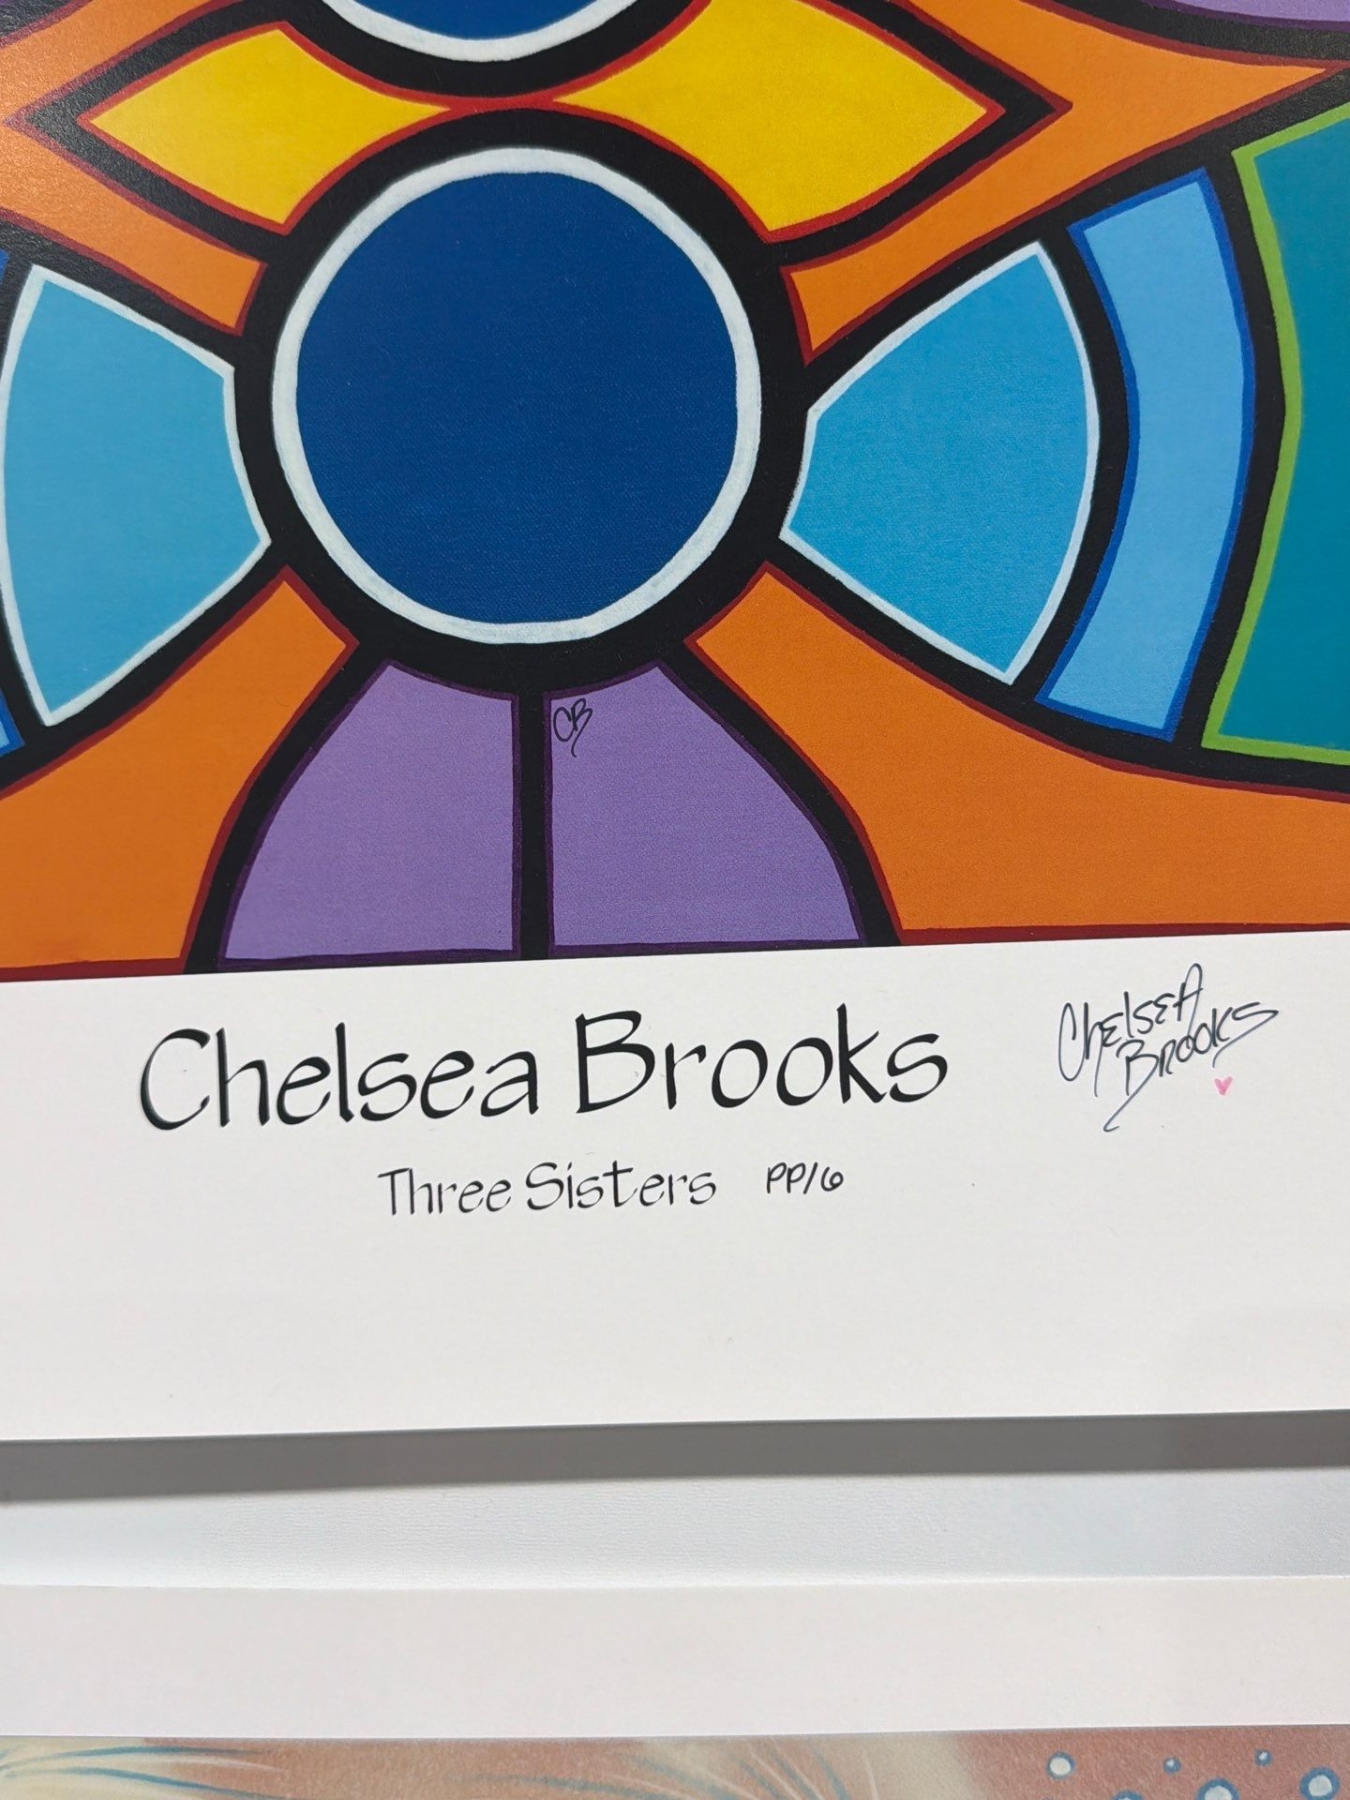 CB
Chelsea Brooks
Chelsea
Brooks
Three Sisters PP/6